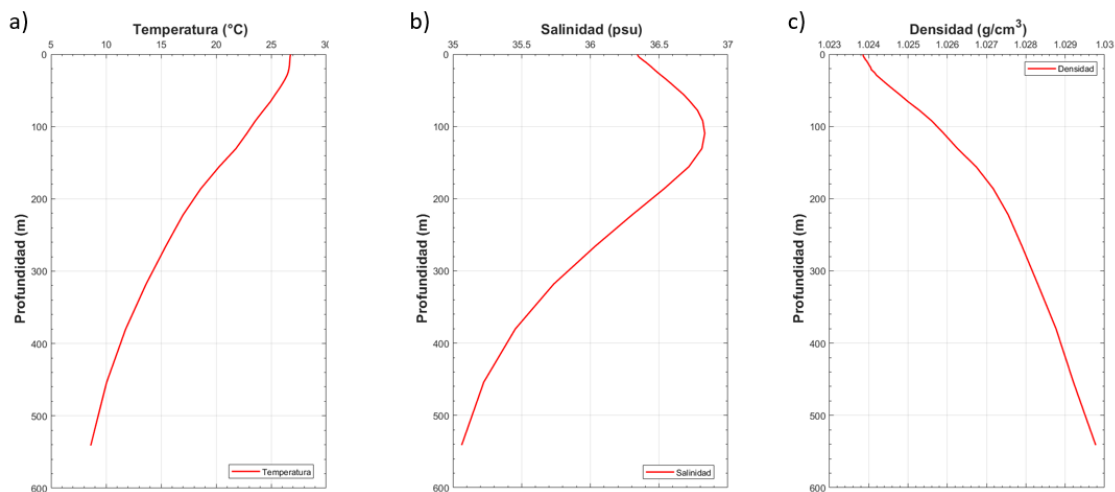 a)
Temperatura (°C)
5 10 15 20 25 30
0
100
200
300
400
500
600
Profundidad (m)
Temperatura
b)
Salinidad (psu)
35 35.5 36 36.5 37
0
100
200
300
400
500
600
Profundidad (m)
Salinidad
c)
Densidad (g/cm³)
1.023 1.024 1.025 1.026 1.027 1.028 1.029 1.03
0
100
200
300
400
500
600
Profundidad (m)
Densidad